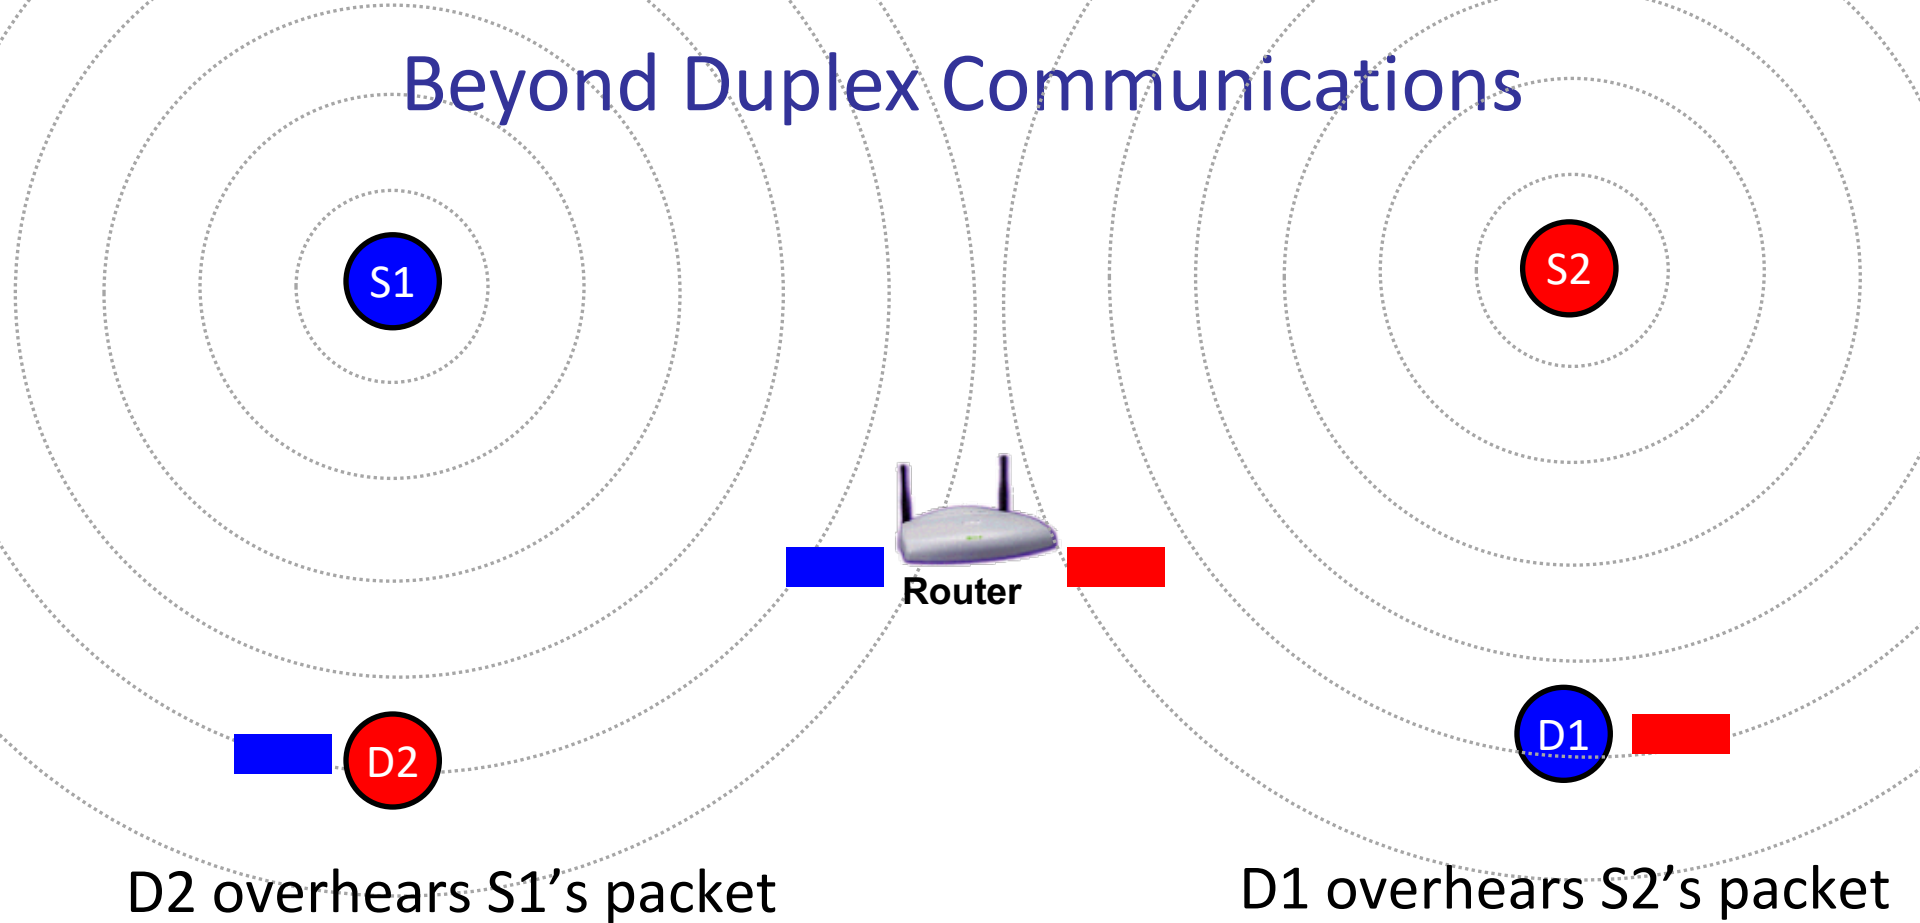 Beyond Duplex Communications
S1
S2
Router
D2
D1
D2 overhears S1’s packet
D1 overhears S2’s packet